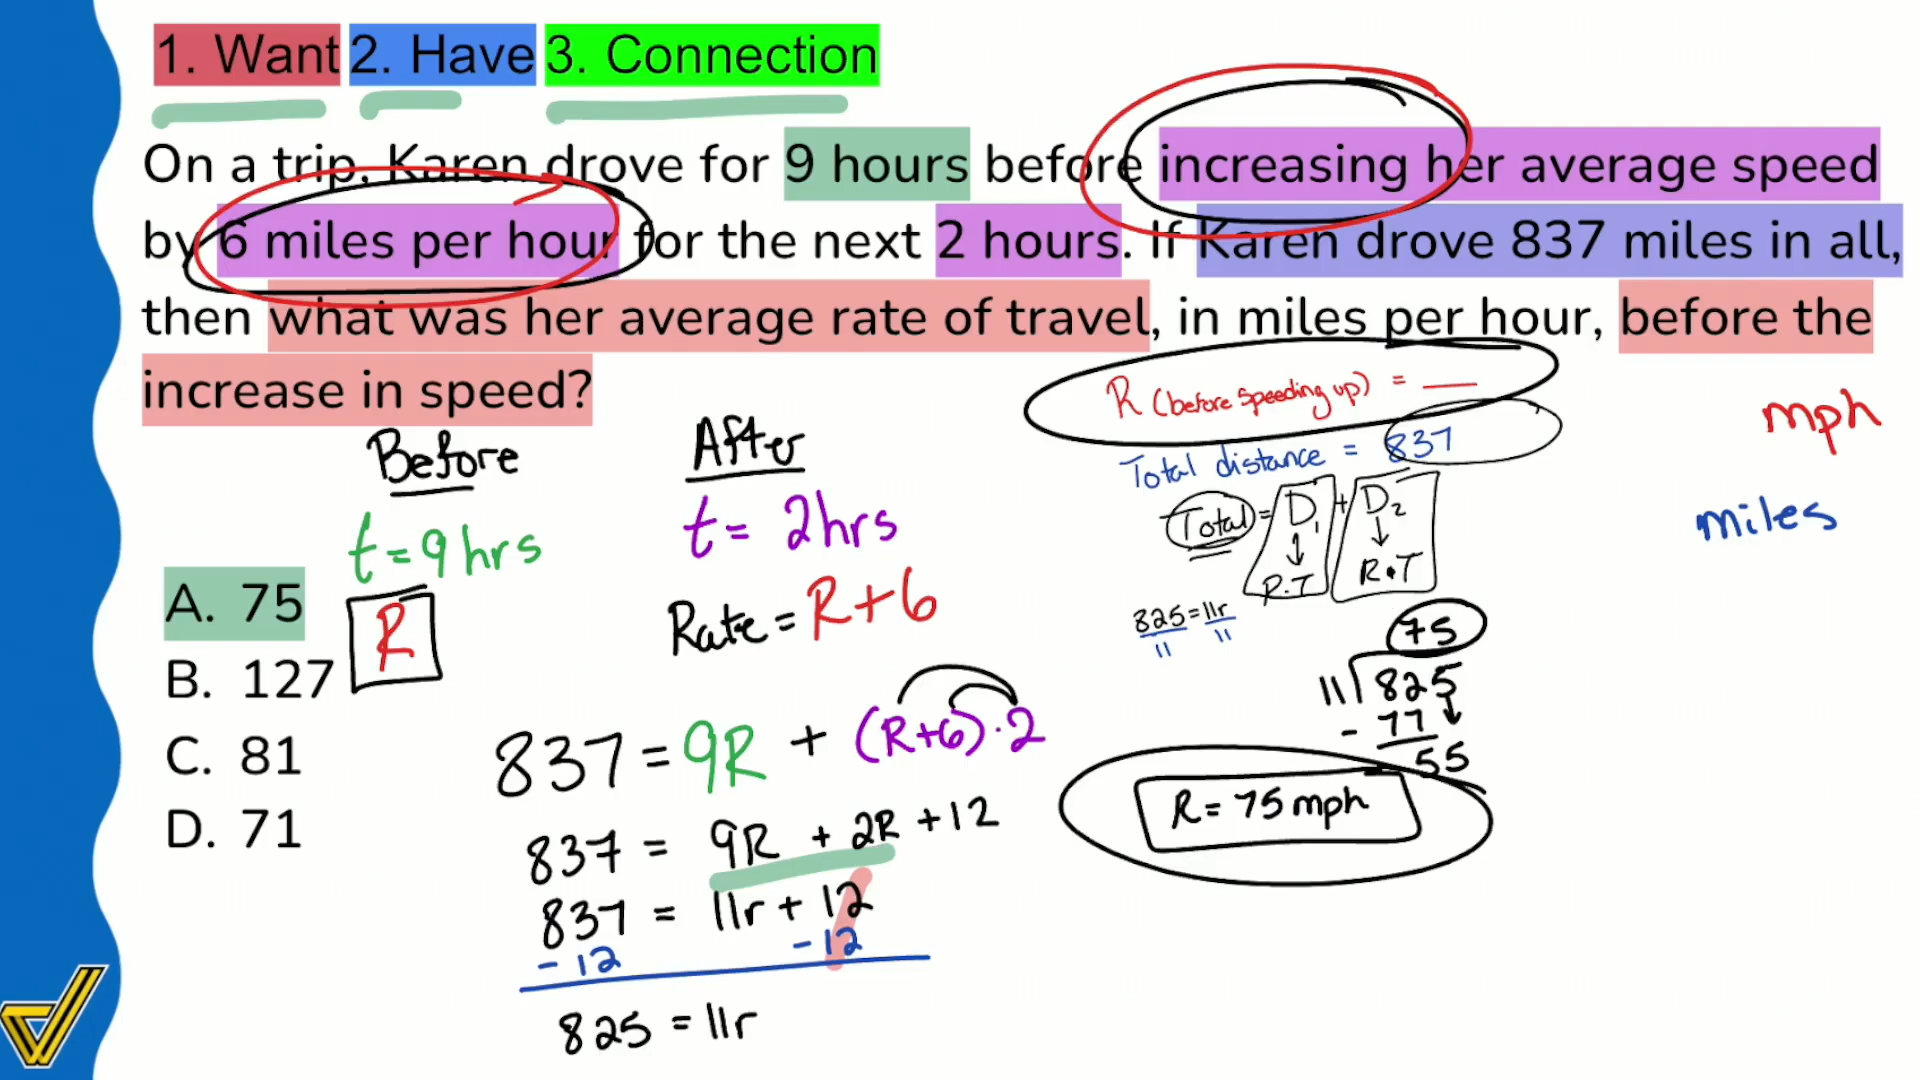 1. Want 2. Have 3. Connection
On a trip, Karen drove for 9 hours before increasing her average speed
by 6 miles per hour for the next 2 hours. If Karen drove 837 miles in all,
then what was her average rate of travel, in miles per hour, before the
increase in speed?
R (before speeding up) = __
mph
Total distance = 837
miles
Before
After
t = 9 hrs
t = 2 hrs
Total = D1 + D2
R·T R·T
R
Rate = R+6
A. 75
B. 127
C. 81
D. 71
825 = 11r
11 11
75
11 825
- 77
55
837 = 9R + (R+6)·2
837 = 9R + 2R + 12
837 = 11r + 12
- 12 - 12
825 = 11r
R = 75 mph